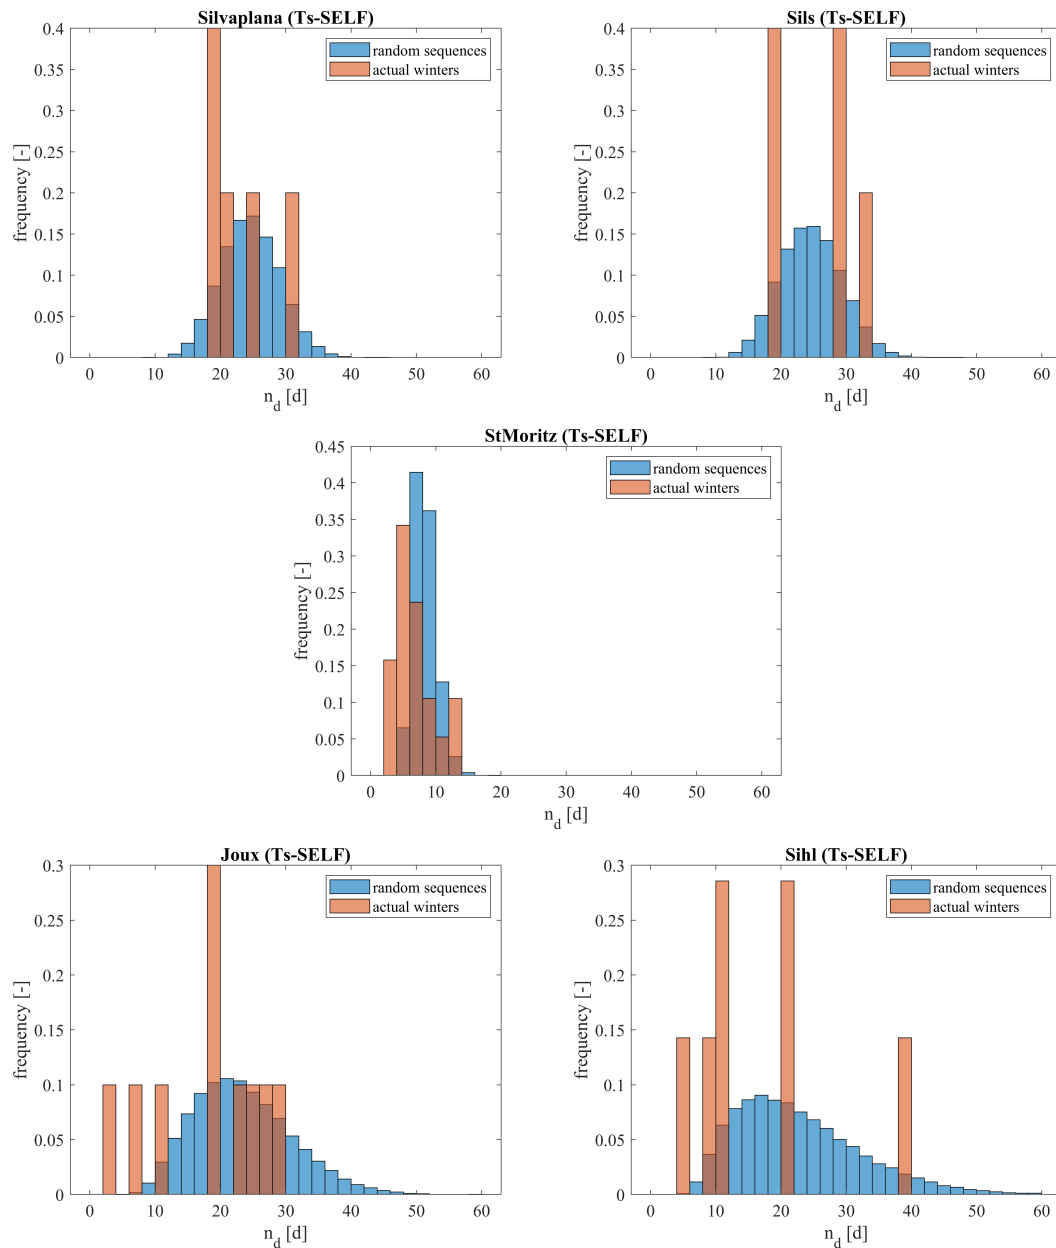 Silvaplana (Ts-SELF)
0.4
0.35
0.3
0.25
0.2
0.15
0.1
0.05
0
frequency [-]
random sequences
actual winters
0 10 20 30 40 50 60
n_d [d]
Sils (Ts-SELF)
0.4
0.35
0.3
0.25
0.2
0.15
0.1
0.05
0
frequency [-]
random sequences
actual winters
0 10 20 30 40 50 60
n_d [d]
StMoritz (Ts-SELF)
0.45
0.4
0.35
0.3
0.25
0.2
0.15
0.1
0.05
0
frequency [-]
random sequences
actual winters
0 10 20 30 40 50 60
n_d [d]
Joux (Ts-SELF)
0.3
0.25
0.2
0.15
0.1
0.05
0
frequency [-]
random sequences
actual winters
0 10 20 30 40 50 60
n_d [d]
Sihl (Ts-SELF)
0.3
0.25
0.2
0.15
0.1
0.05
0
frequency [-]
random sequences
actual winters
0 10 20 30 40 50 60
n_d [d]